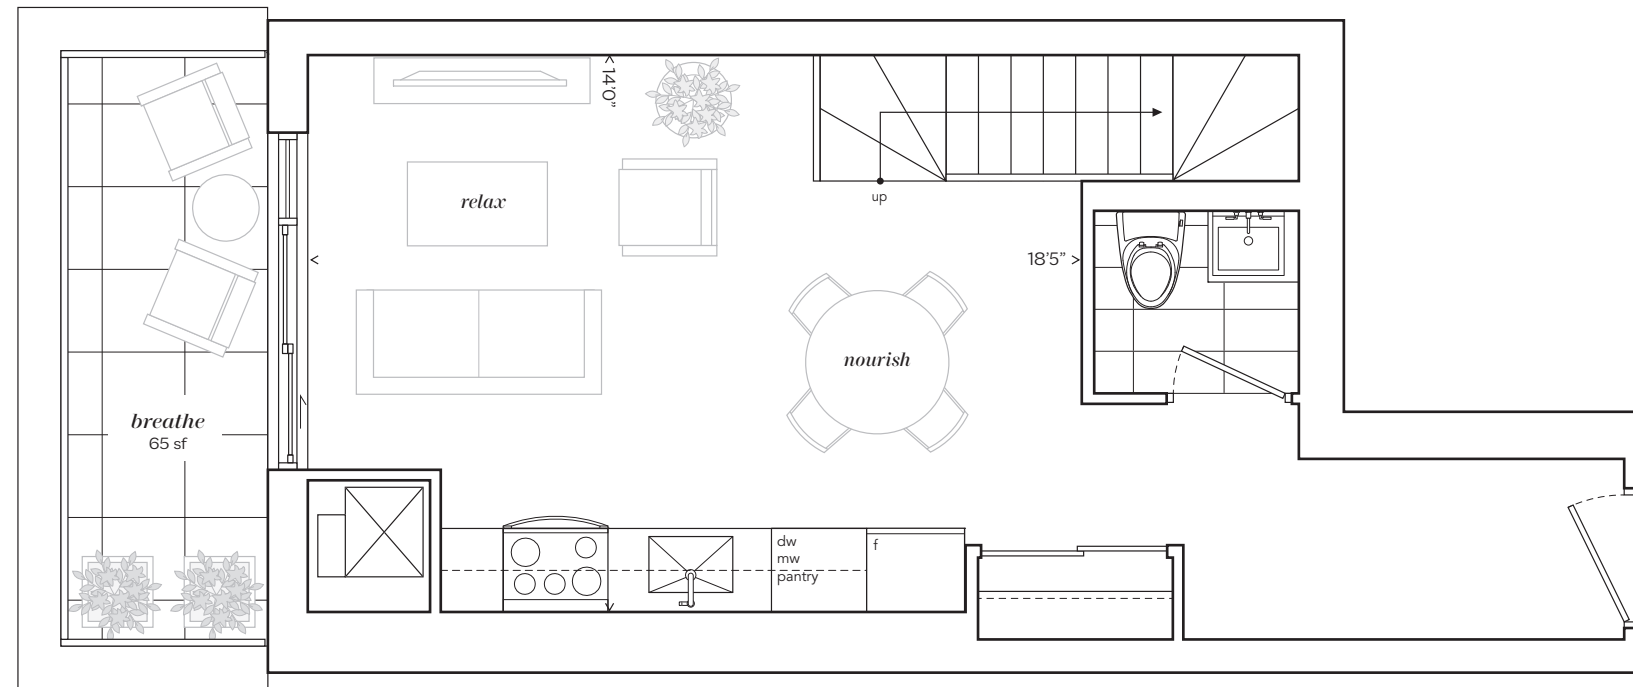 14'0"
relax
up
18'5"
nourish
breathe
65 sf
dw
mw
pantry
f